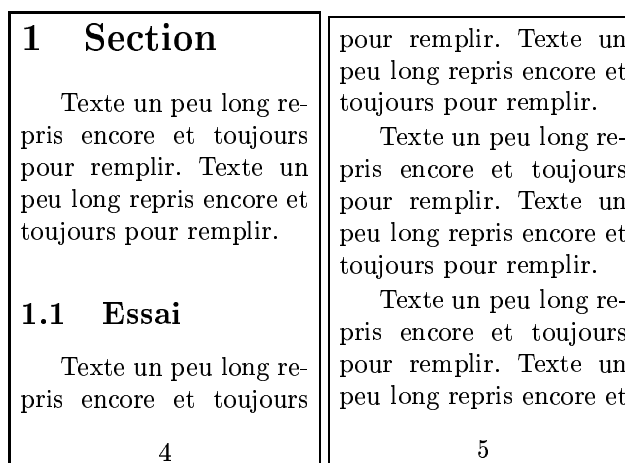 1 Section
Texte un peu long re-
pris encore et toujours
pour remplir. Texte un
peu long repris encore et
toujours pour remplir.
1.1 Essai
Texte un peu long re-
pris encore et toujours
4
pour remplir. Texte un
peu long repris encore et
toujours pour remplir.
Texte un peu long re-
pris encore et toujours
pour remplir. Texte un
peu long repris encore et
toujours pour remplir.
Texte un peu long re-
pris encore et toujours
pour remplir. Texte un
peu long repris encore et
5